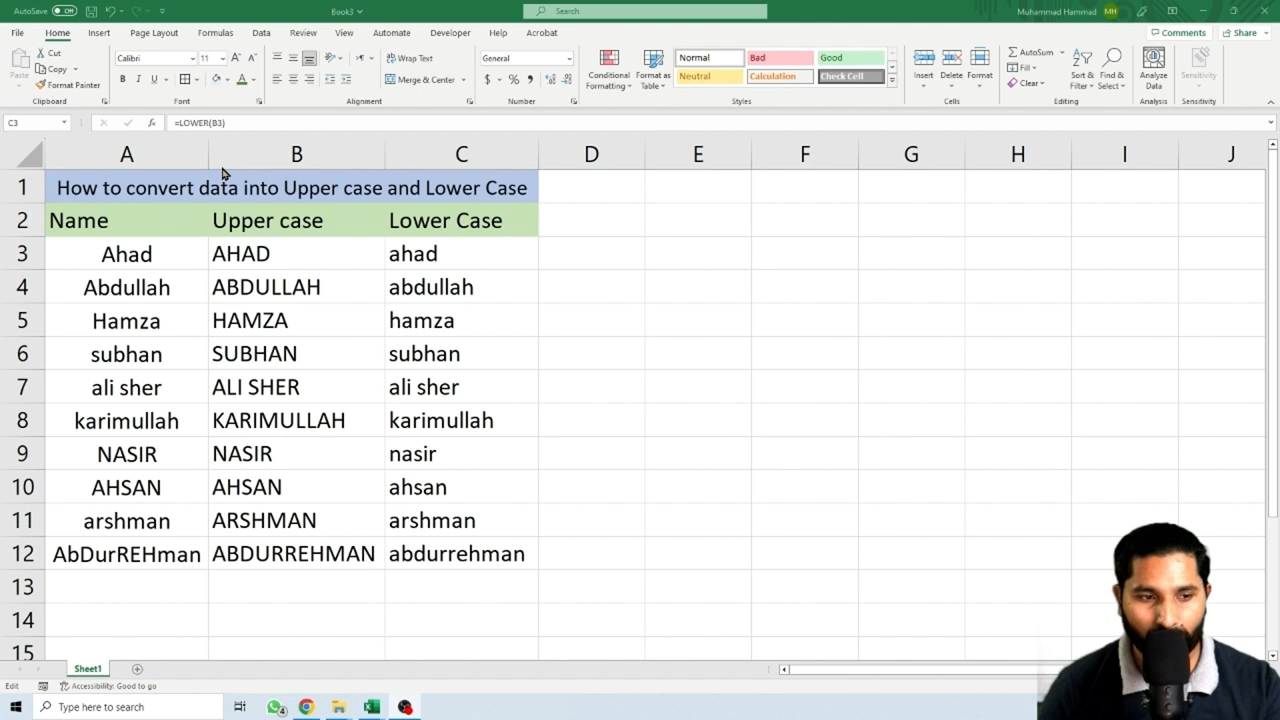 AutoSave Off Book3 Search Muhammad Hammad MH
File Home Insert Page Layout Formulas Data Review View Automate Developer Help Acrobat Comments Share
Paste Cut Copy Format Painter Clipboard
Calibri 11 A A B I U A Font
Wrap Text Merge & Center Alignment
General $ % , Number
Conditional Formatting Format as Table Normal Bad Good Neutral Calculation Check Cell Styles
Insert Delete Format Cells
AutoSum Fill Clear Sort & Filter Find & Select Editing
Analyze Data Analysis
Sensitivity Sensitivity
C3 fx =LOWER(B3)
A B C D E F G H I J
1 How to convert data into Upper case and Lower Case
2 Name Upper case Lower Case
3 Ahad AHAD ahad
4 Abdullah ABDULLAH abdullah
5 Hamza HAMZA hamza
6 subhan SUBHAN subhan
7 ali sher ALI SHER ali sher
8 karimullah KARIMULLAH karimullah
9 NASIR NASIR nasir
10 AHSAN AHSAN ahsan
11 arshman ARSHMAN arshman
12 AbDurREHman ABDURREHMAN abdurrehman
13
14
15
Sheet1
Edit Accessibility: Good to go
Type here to search 4